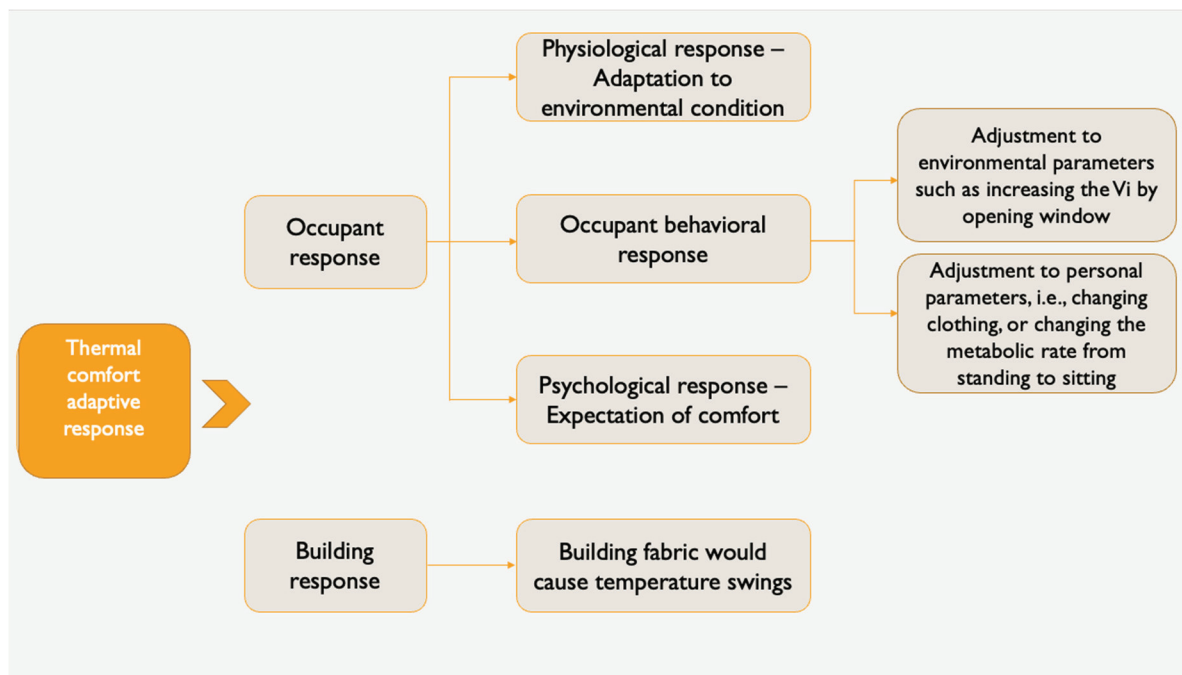 Thermal
comfort
adaptive
response
Occupant
response
Physiological response –
Adaptation to
environmental condition
Occupant behavioral
response
Adjustment to
environmental parameters
such as increasing the Vi by
opening window
Adjustment to personal
parameters, i.e., changing
clothing, or changing the
metabolic rate from
standing to sitting
Psychological response –
Expectation of comfort
Building
response
Building fabric would
cause temperature swings